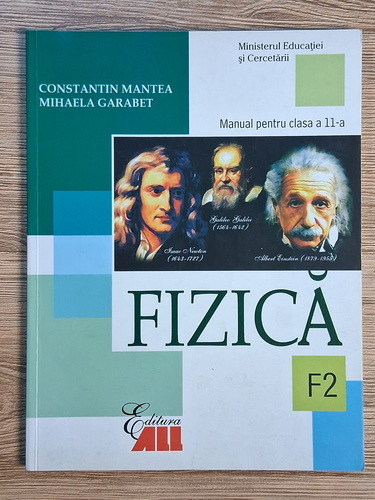 Ministerul Educației
și Cercetării
CONSTANTIN MANTEA
MIHAELA GARABET
Manual pentru clasa a 11-a
Galileo Galilei
(1564-1642)
Isaac Newton
(1643-1727)
Albert Einstein (1879-1955)
FIZICĂ
F2
Editura
ALL